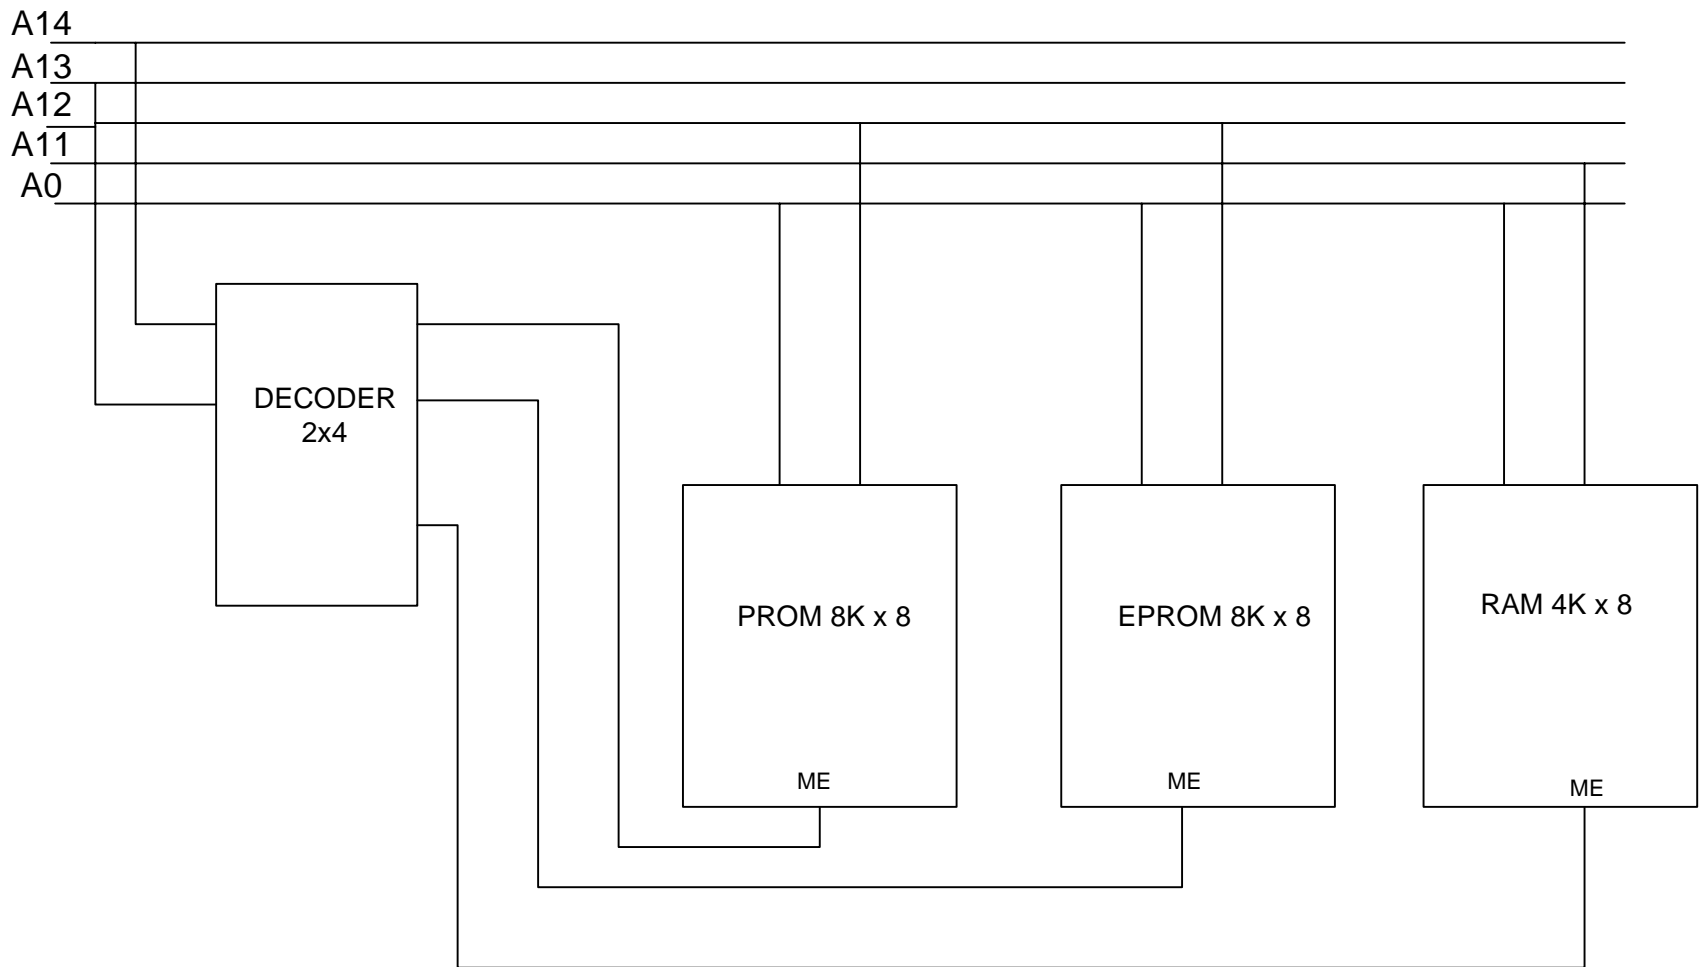 A14
A13
A12
A11
A0
DECODER
2x4
PROM 8K x 8
EPROM 8K x 8
RAM 4K x 8
ME
ME
ME